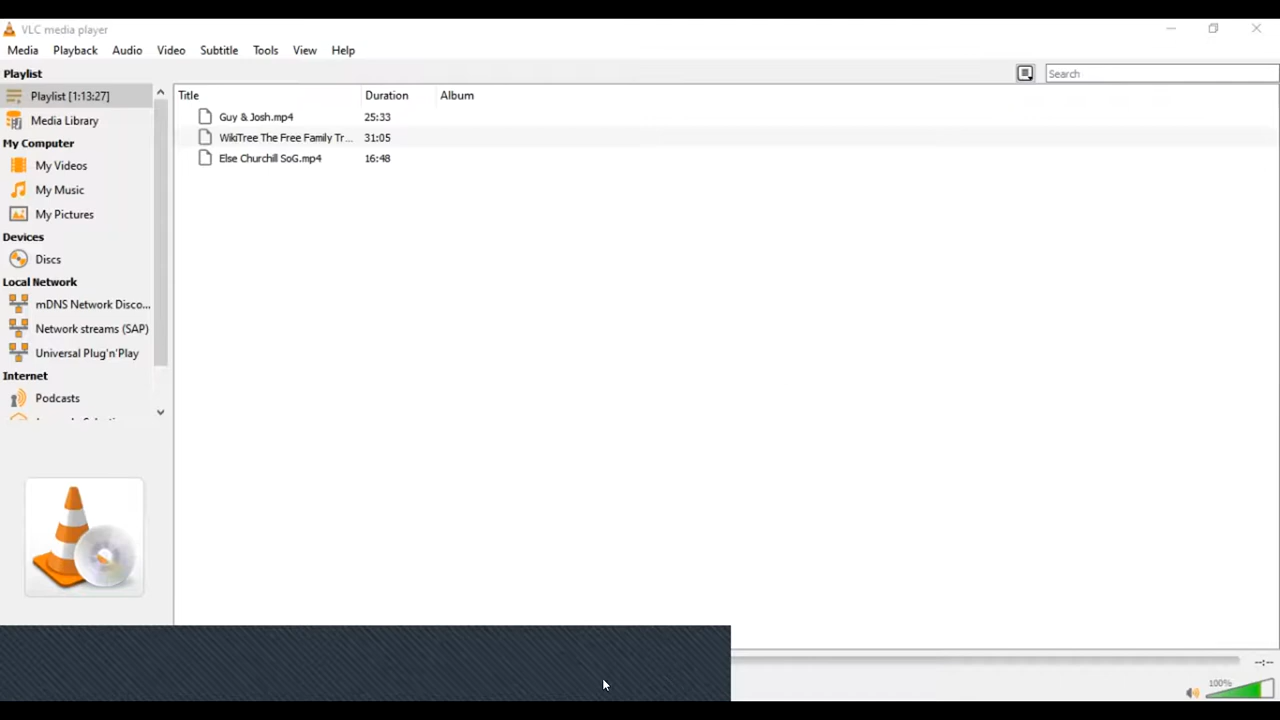 VLC media player
Media Playback Audio Video Subtitle Tools View Help
Playlist
Search
Playlist [1:13:27]
Media Library
My Computer
My Videos
My Music
My Pictures
Devices
Discs
Local Network
mDNS Network Disco...
Network streams (SAP)
Universal Plug'n'Play
Internet
Podcasts
Title Duration Album
Guy & Josh.mp4 25:33
WikiTree The Free Family Tr... 31:05
Else Churchill SoG.mp4 16:48
--:--
100%